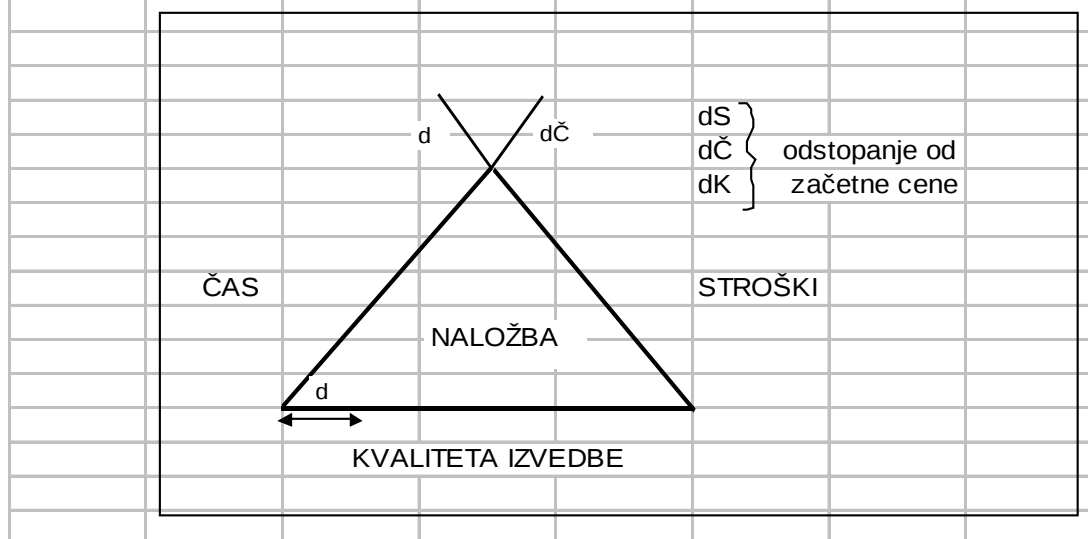 d
dČ
dS
dČ
dK
odstopanje od
začetne cene
ČAS
STROŠKI
NALOŽBA
d
KVALITETA IZVEDBE